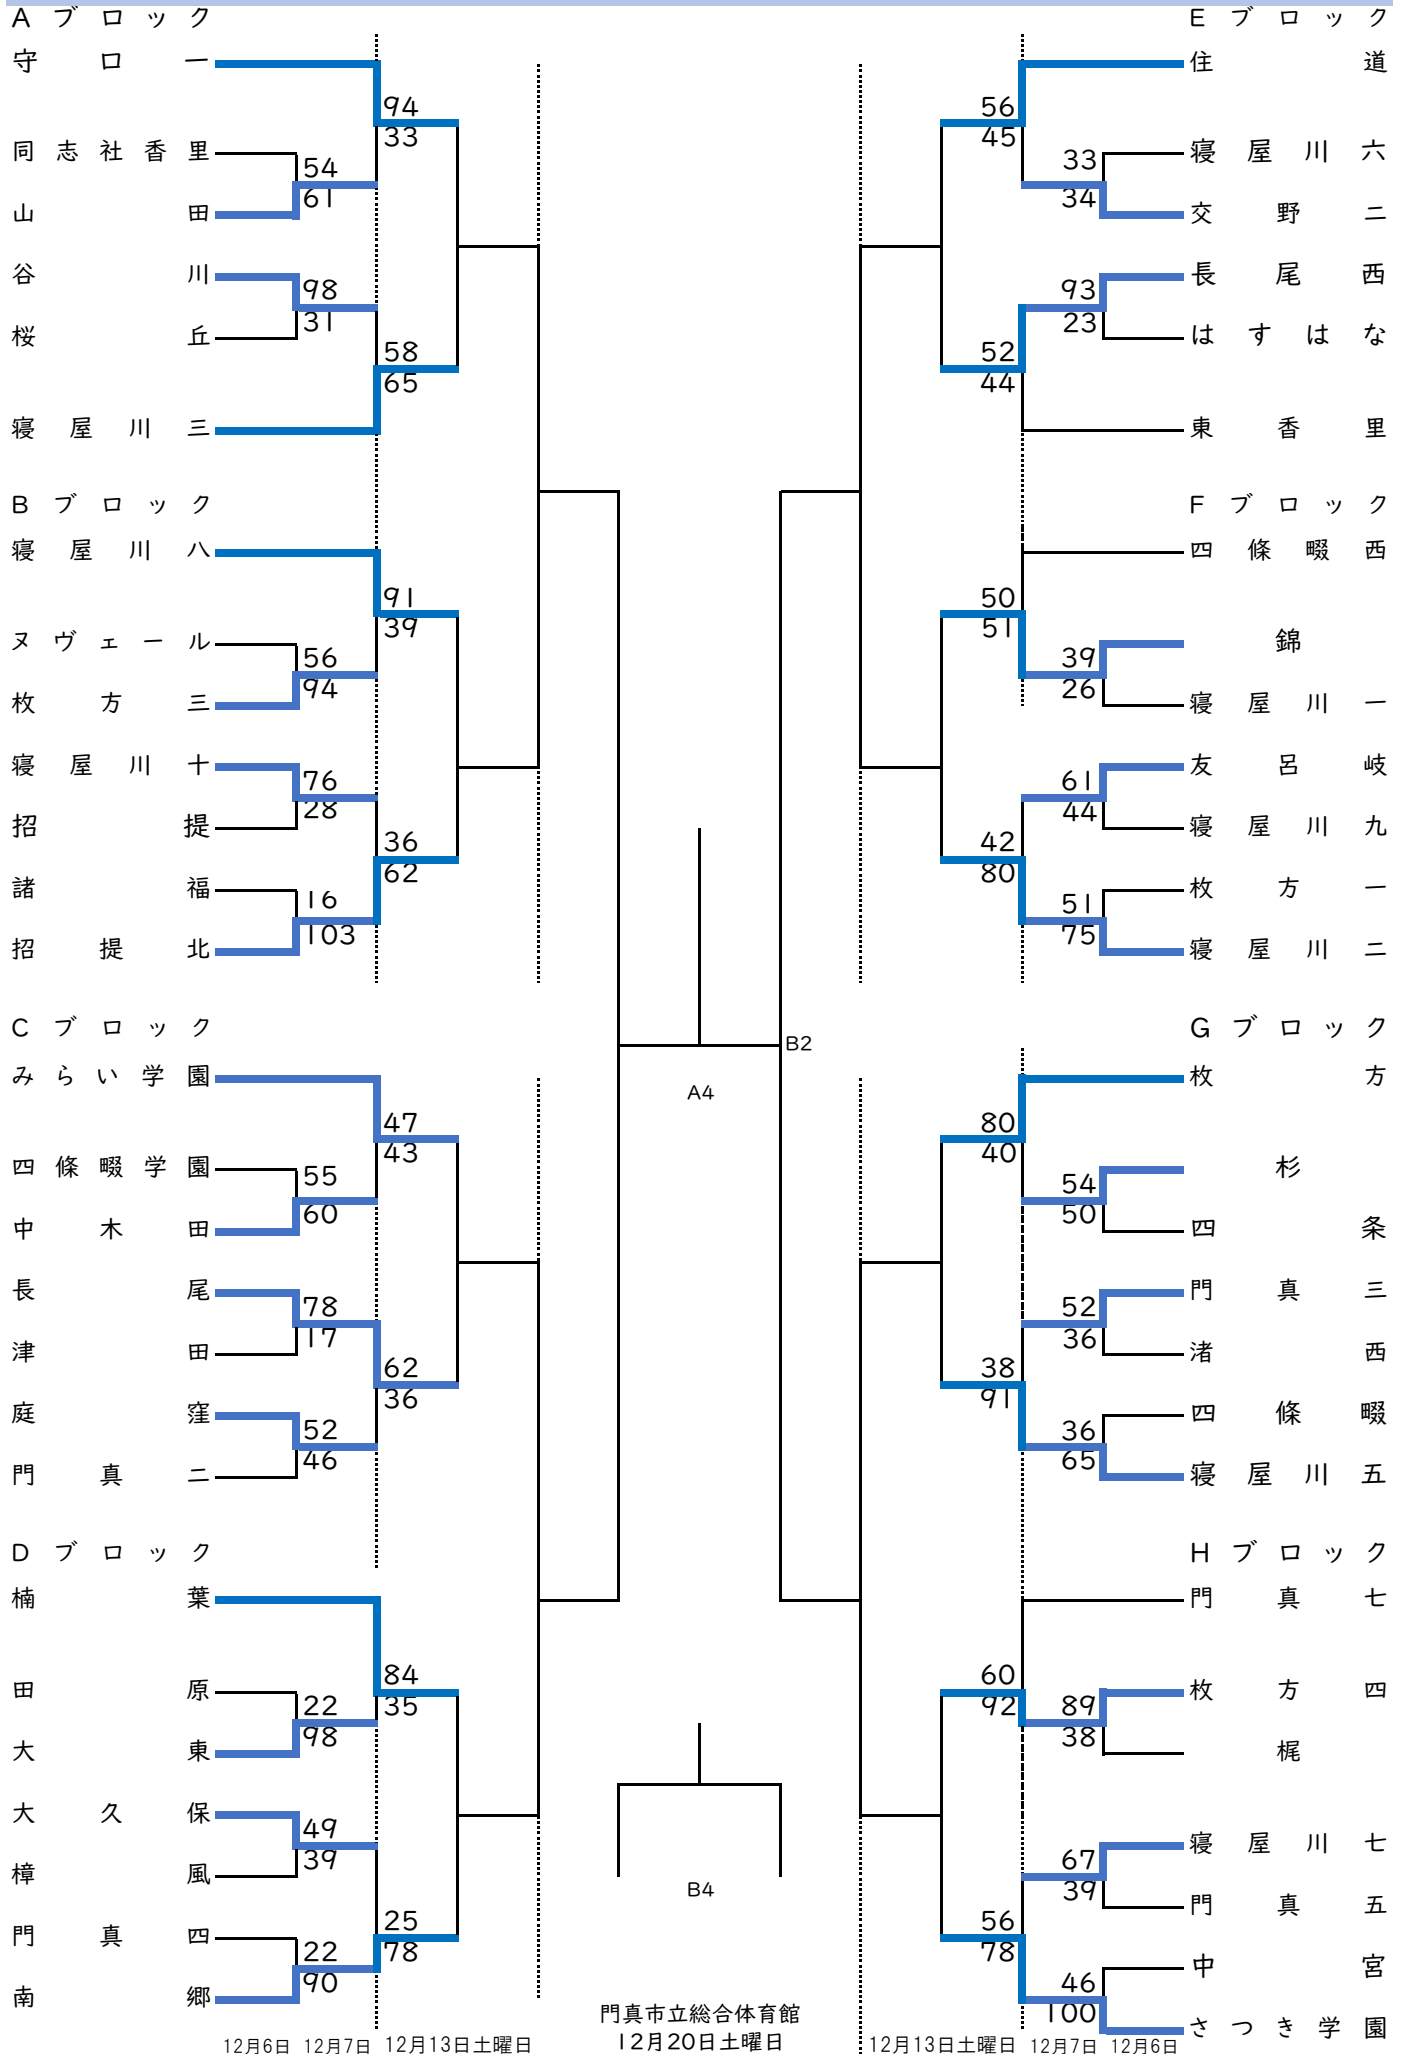 Aブロック
守口一
94
33
同志社香里
54
61
山田
谷川
98
31
桜丘
58
65
寝屋川三
Bブロック
寝屋川八
91
39
ヌヴェール
56
94
枚方三
寝屋川十
76
28
招提
36
62
諸福
16
103
招提北
Cブロック
みらい学園
47
43
四條畷学園
55
60
中木田
長尾
78
17
津田
62
36
庭窪
52
46
門真二
Dブロック
楠葉
84
35
田原
22
98
大東
大久保
49
39
樟風
門真四
25
78
22
90
南郷
12月6日 12月7日 12月13日土曜日
B2
A4
B4
門真市立総合体育館
12月20日土曜日
Eブロック
住道
56
45
寝屋川六
33
34
交野二
長尾西
93
23
はすはな
52
44
東香里
Fブロック
四條畷西
50
51
錦
39
26
寝屋川一
友呂岐
61
44
寝屋川九
42
80
枚方一
51
75
寝屋川二
Gブロック
枚方
80
40
杉
54
50
四条
門真三
52
36
渚西
38
91
四條畷
36
65
寝屋川五
Hブロック
門真七
60
92
枚方四
89
38
梶
寝屋川七
67
39
門真五
56
78
中宮
46
100
さつき学園
12月13日土曜日 12月7日 12月6日